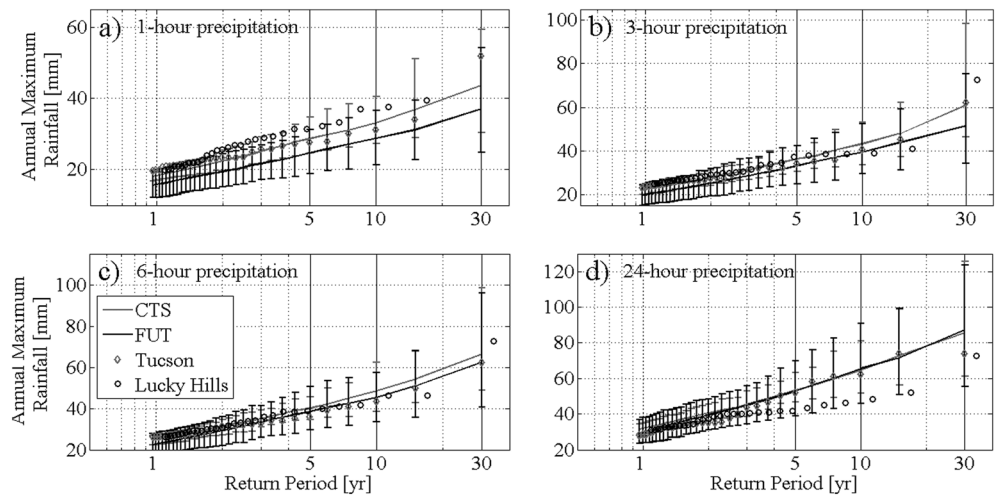 a) 1-hour precipitation
b) 3-hour precipitation
60
40
20
Annual Maximum
Rainfall [mm]
1
5
10
30
100
80
60
40
20
1
5
10
30
c) 6-hour precipitation
d) 24-hour precipitation
CTS
FUT
Tucson
Lucky Hills
100
80
60
40
20
Annual Maximum
Rainfall [mm]
1
5
10
30
Return Period [yr]
120
100
80
60
40
20
1
5
10
30
Return Period [yr]